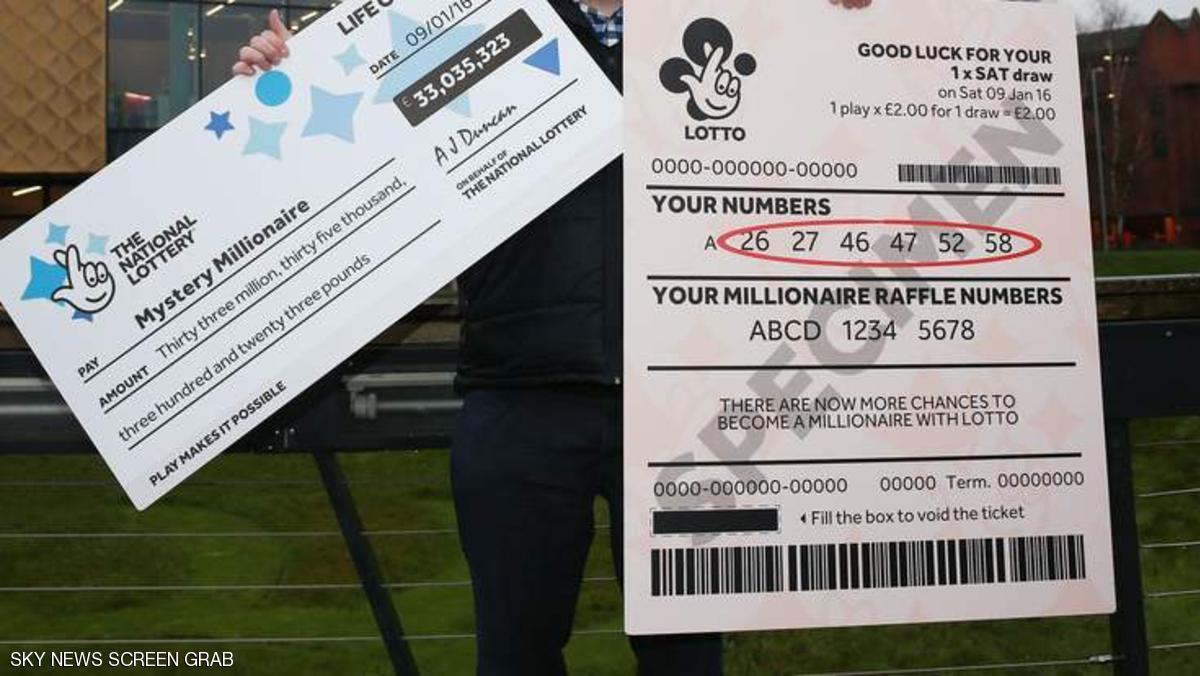 LIFE
DATE 09/01/16
£ 33,035,323
AJ Duncan
ON BEHALF OF
THE NATIONAL LOTTERY
THE
NATIONAL
LOTTERY
PAY Mystery Millionaire
AMOUNT Thirty three million, thirty five thousand,
three hundred and twenty three pounds
PLAY MAKES IT POSSIBLE
LOTTO
GOOD LUCK FOR YOUR
1 x SAT draw
on Sat 09 Jan 16
1 play x £2.00 for 1 draw = £2.00
0000-000000-00000
YOUR NUMBERS
A 26 27 46 47 52 58
YOUR MILLIONAIRE RAFFLE NUMBERS
ABCD 1234 5678
THERE ARE NOW MORE CHANCES TO
BECOME A MILLIONAIRE WITH LOTTO
SPECIMEN
0000-000000-00000 00000 Term. 00000000
Fill the box to void the ticket
SKY NEWS SCREEN GRAB